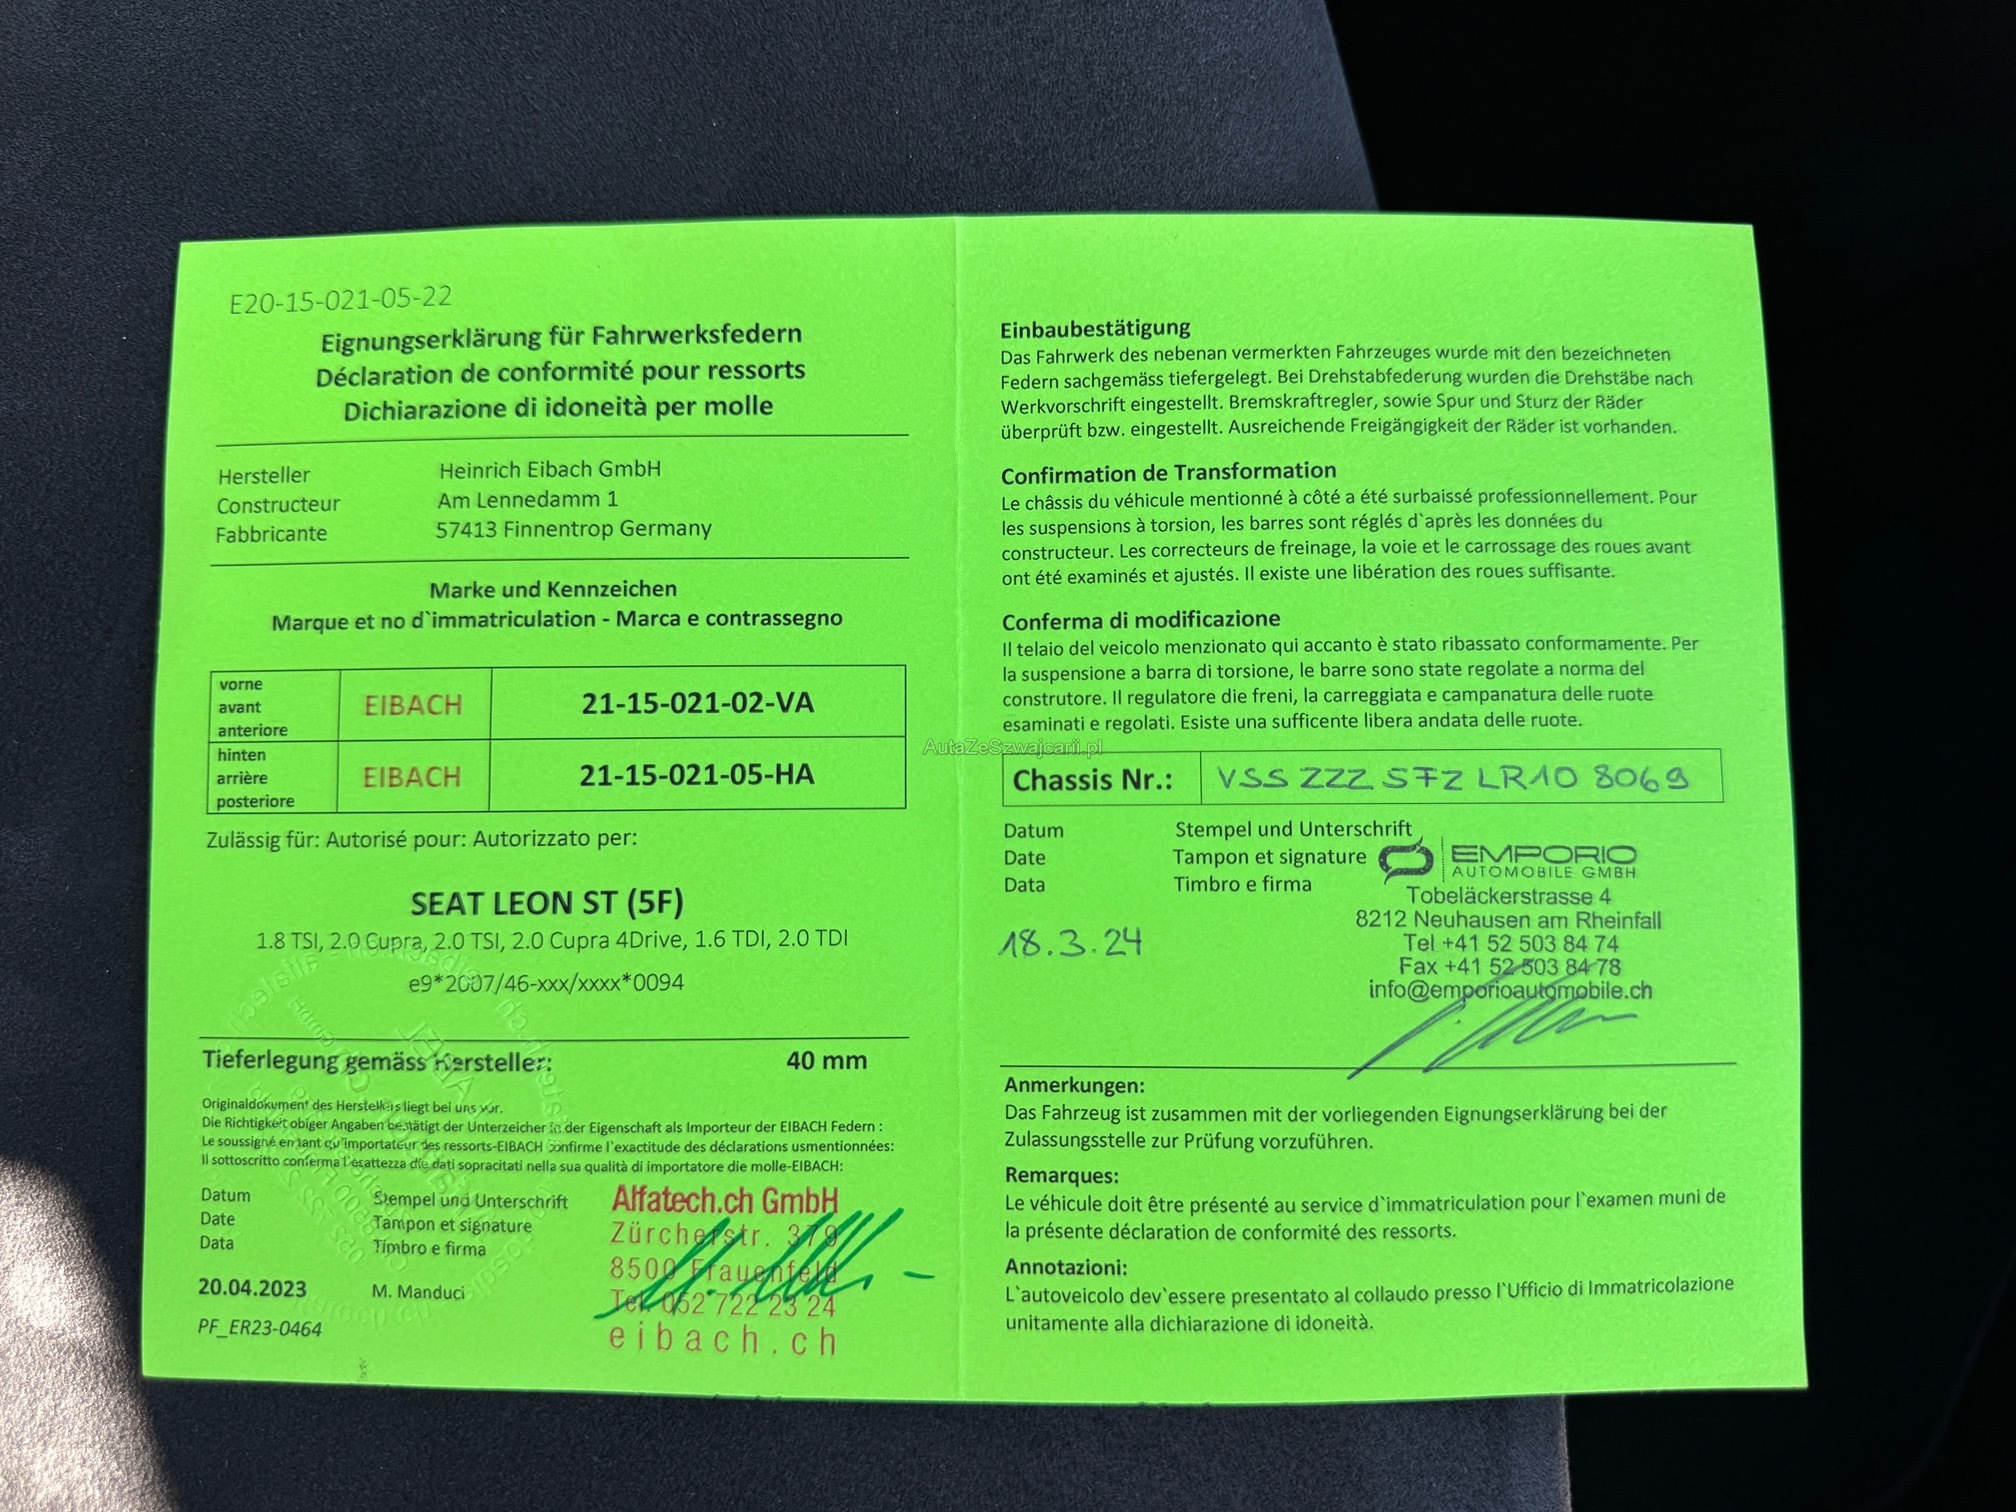 E20-15-021-05-22
Eignungserklärung für Fahrwerksfedern
Déclaration de conformité pour ressorts
Dichiarazione di idoneità per molle
Hersteller Heinrich Eibach GmbH
Constructeur Am Lennedamm 1
Fabbricante 57413 Finnentrop Germany
Marke und Kennzeichen
Marque et no d`immatriculation - Marca e contrassegno
vorne
avant
anteriore
EIBACH 21-15-021-02-VA
hinten
arrière
posteriore
EIBACH 21-15-021-05-HA
Zulässig für: Autorisé pour: Autorizzato per:
SEAT LEON ST (5F)
1.8 TSI, 2.0 Cupra, 2.0 TSI, 2.0 Cupra 4Drive, 1.6 TDI, 2.0 TDI
e9*2007/46-xxx/xxxx*0094
Tieferlegung gemäss Hersteller: 40 mm
Originaldokument des Herstellers liegt bei uns vor.
Die Richtigkeit obiger Angaben bestätigt der Unterzeicher in der Eigenschaft als Importeur der EIBACH Federn :
Le soussigné en tant qu'importateur des ressorts-EIBACH confirme l`exactitude des déclarations usmentionnées:
Il sottoscritto conferma l`esattezza die dati sopracitati nella sua qualità di importatore die molle-EIBACH:
Datum Stempel und Unterschrift
Date Tampon et signature
Data Timbro e firma
20.04.2023 M. Manduci
PF_ER23-0464
Alfatech.ch GmbH
Zürcherstr. 379
8500 Frauenfeld
Tel. 052 722 23 24
eibach.ch
Einbaubestätigung
Das Fahrwerk des nebenan vermerkten Fahrzeuges wurde mit den bezeichneten
Federn sachgemäss tiefergelegt. Bei Drehstabfederung wurden die Drehstäbe nach
Werkvorschrift eingestellt. Bremskraftregler, sowie Spur und Sturz der Räder
überprüft bzw. eingestellt. Ausreichende Freigängigkeit der Räder ist vorhanden.
Confirmation de Transformation
Le châssis du véhicule mentionné à côté a été surbaissé professionnellement. Pour
les suspensions à torsion, les barres sont réglés d`après les données du
constructeur. Les correcteurs de freinage, la voie et le carrossage des roues avant
ont été examinés et ajustés. Il existe une libération des roues suffisante.
Conferma di modificazione
Il telaio del veicolo menzionato qui accanto è stato ribassato conformamente. Per
la suspensione a barra di torsione, le barre sono state regolate a norma del
construtore. Il regulatore die freni, la carreggiata e campanatura delle ruote
esaminati e regolati. Esiste una sufficente libera andata delle ruote.
AutaZeSzwajcarii.pl
Chassis Nr.: VSS ZZZ 5FZ LR10 8069
Datum Stempel und Unterschrift
Date Tampon et signature
Data Timbro e firma
18.3.24
EMPORIO
AUTOMOBILE GMBH
Tobeläckerstrasse 4
8212 Neuhausen am Rheinfall
Tel +41 52 503 84 74
Fax +41 52 503 84 78
info@emporioautomobile.ch
Anmerkungen:
Das Fahrzeug ist zusammen mit der vorliegenden Eignungserklärung bei der
Zulassungsstelle zur Prüfung vorzuführen.
Remarques:
Le véhicule doit être présenté au service d`immatriculation pour l`examen muni de
la présente déclaration de conformité des ressorts.
Annotazioni:
L`autoveicolo dev`essere presentato al collaudo presso l`Ufficio di Immatricolazione
unitamente alla dichiarazione di idoneità.